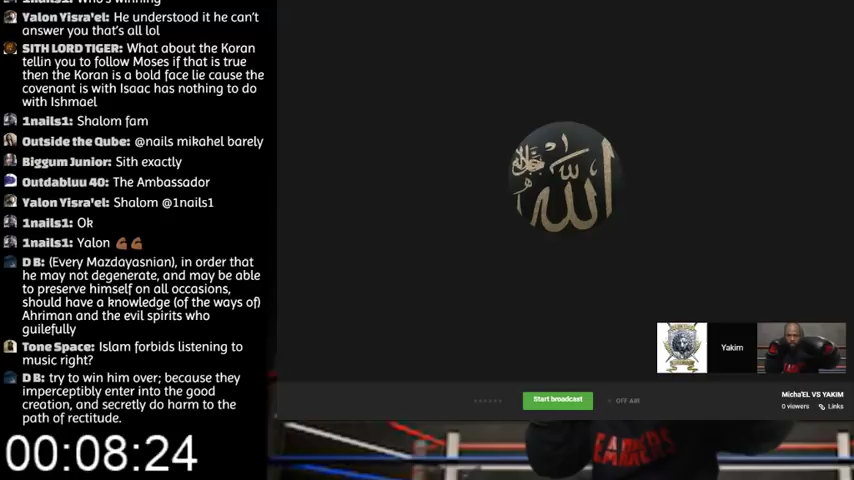 1nails1: Who's winning
Yalon Yisra'el: He understood it he can't
answer you that's all lol
SITH LORD TIGER: What about the Koran
tellin you to follow Moses if that is true
then the Koran is a bold face lie cause the
covenant is with Isaac has nothing to do
with Ishmael
1nails1: Shalom fam
Outside the Qube: @nails mikahel barely
Biggum Junior: Sith exactly
Outdabluu 40: The Ambassador
Yalon Yisra'el: Shalom @1nails1
1nails1: Ok
1nails1: Yalon 💪🏾💪🏾
D B: (Every Mazdayasnian), in order that
he may not degenerate, and may be able
to preserve himself on all occasions,
should have a knowledge (of the ways of)
Ahriman and the evil spirits who
guilefully
Tone Space: Islam forbids listening to
music right?
D B: try to win him over; because they
imperceptibly enter into the good
creation, and secretly do harm to the
path of rectitude.
00:08:24
الله جل جلاله
Yakim
Start broadcast
OFF AIR
Micha'EL VS YAKIM
0 viewers
Links